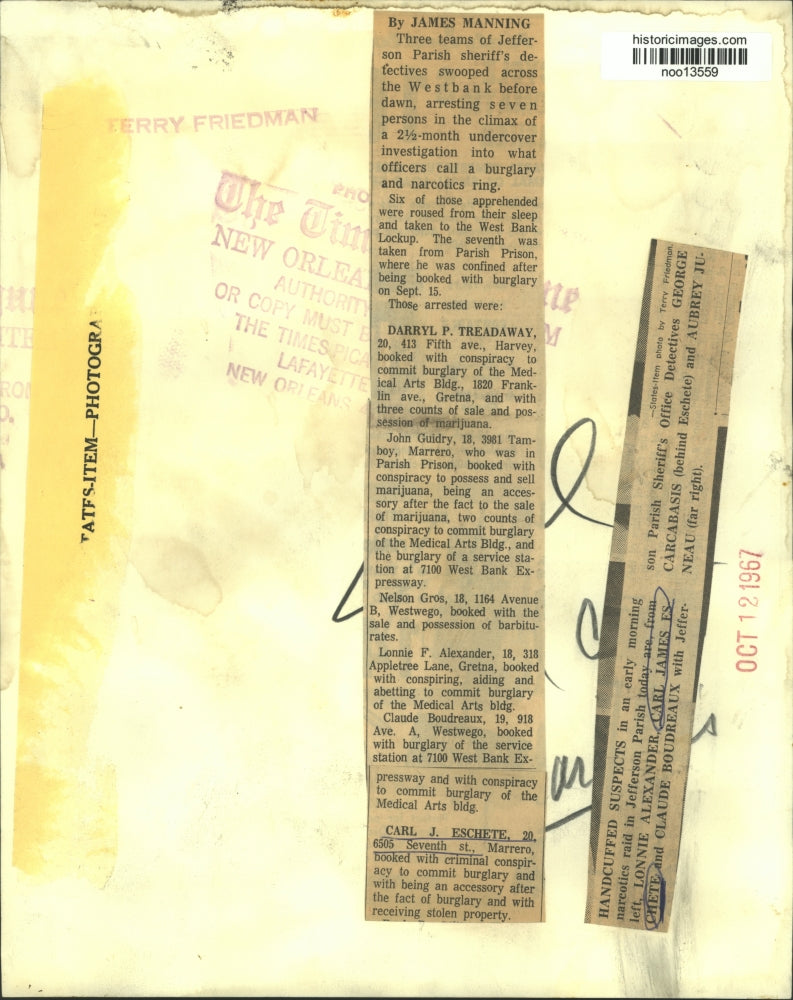 historicimages.com
noo13559
TERRY FRIEDMAN
The Tim
NEW ORLEA
AUTHORITY
OR COPY MUST B
THE TIMES-PICA
LAFAYETTE
NEW ORLEANS
TATES-ITEM—PHOTOGRA
By JAMES MANNING
Three teams of Jeffer-
son Parish sheriff's de-
tectives swooped across
the Westbank before
dawn, arresting seven
persons in the climax of
a 2½-month undercover
investigation into what
officers call a burglary
and narcotics ring.
Six of those apprehended
were roused from their sleep
and taken to the West Bank
Lockup. The seventh was
taken from Parish Prison,
where he was confined after
being booked with burglary
on Sept. 15.
Those arrested were:
DARRYL P. TREADAWAY,
20, 413 Fifth ave., Harvey,
booked with conspiracy to
commit burglary of the Med-
ical Arts Bldg., 1820 Frank-
lin ave., Gretna, and with
three counts of sale and pos-
session of marijuana.
John Guidry, 18, 3981 Tam-
boy, Marrero, who was in
Parish Prison, booked with
conspiracy to possess and sell
marijuana, being an acces-
sory after the fact to the sale
of marijuana, two counts of
conspiracy to commit burglary
of the Medical Arts Bldg., and
the burglary of a service sta-
tion at 7100 West Bank Ex-
pressway.
Nelson Gros, 18, 1164 Avenue
B, Westwego, booked with the
sale and possession of barbitu-
rates.
Lonnie F. Alexander, 18, 318
Appletree Lane, Gretna, booked
with conspiring, aiding and
abetting to commit burglary
of the Medical Arts bldg.
Claude Boudreaux, 19, 918
Ave. A, Westwego, booked
with burglary of the service
station at 7100 West Bank Ex-
pressway and with conspiracy
to commit burglary of the
Medical Arts bldg.
CARL J. ESCHETE, 20,
6505 Seventh st., Marrero,
booked with criminal conspir-
acy to commit burglary and
with being an accessory after
the fact of burglary and with
receiving stolen property.
HANDCUFFED SUSPECTS in an early morning
narcotics raid in Jefferson Parish today are, from
left, LONNIE ALEXANDER, CARL JAMES ES-
CHETE and CLAUDE BOUDREAUX with Jeffer-
—States-Item photo by Terry Friedman.
son Parish Sheriff's Office Detectives GEORGE
CARCABASIS (behind Eschete) and AUBREY JU-
NEAU (far right).
OCT 12 1967